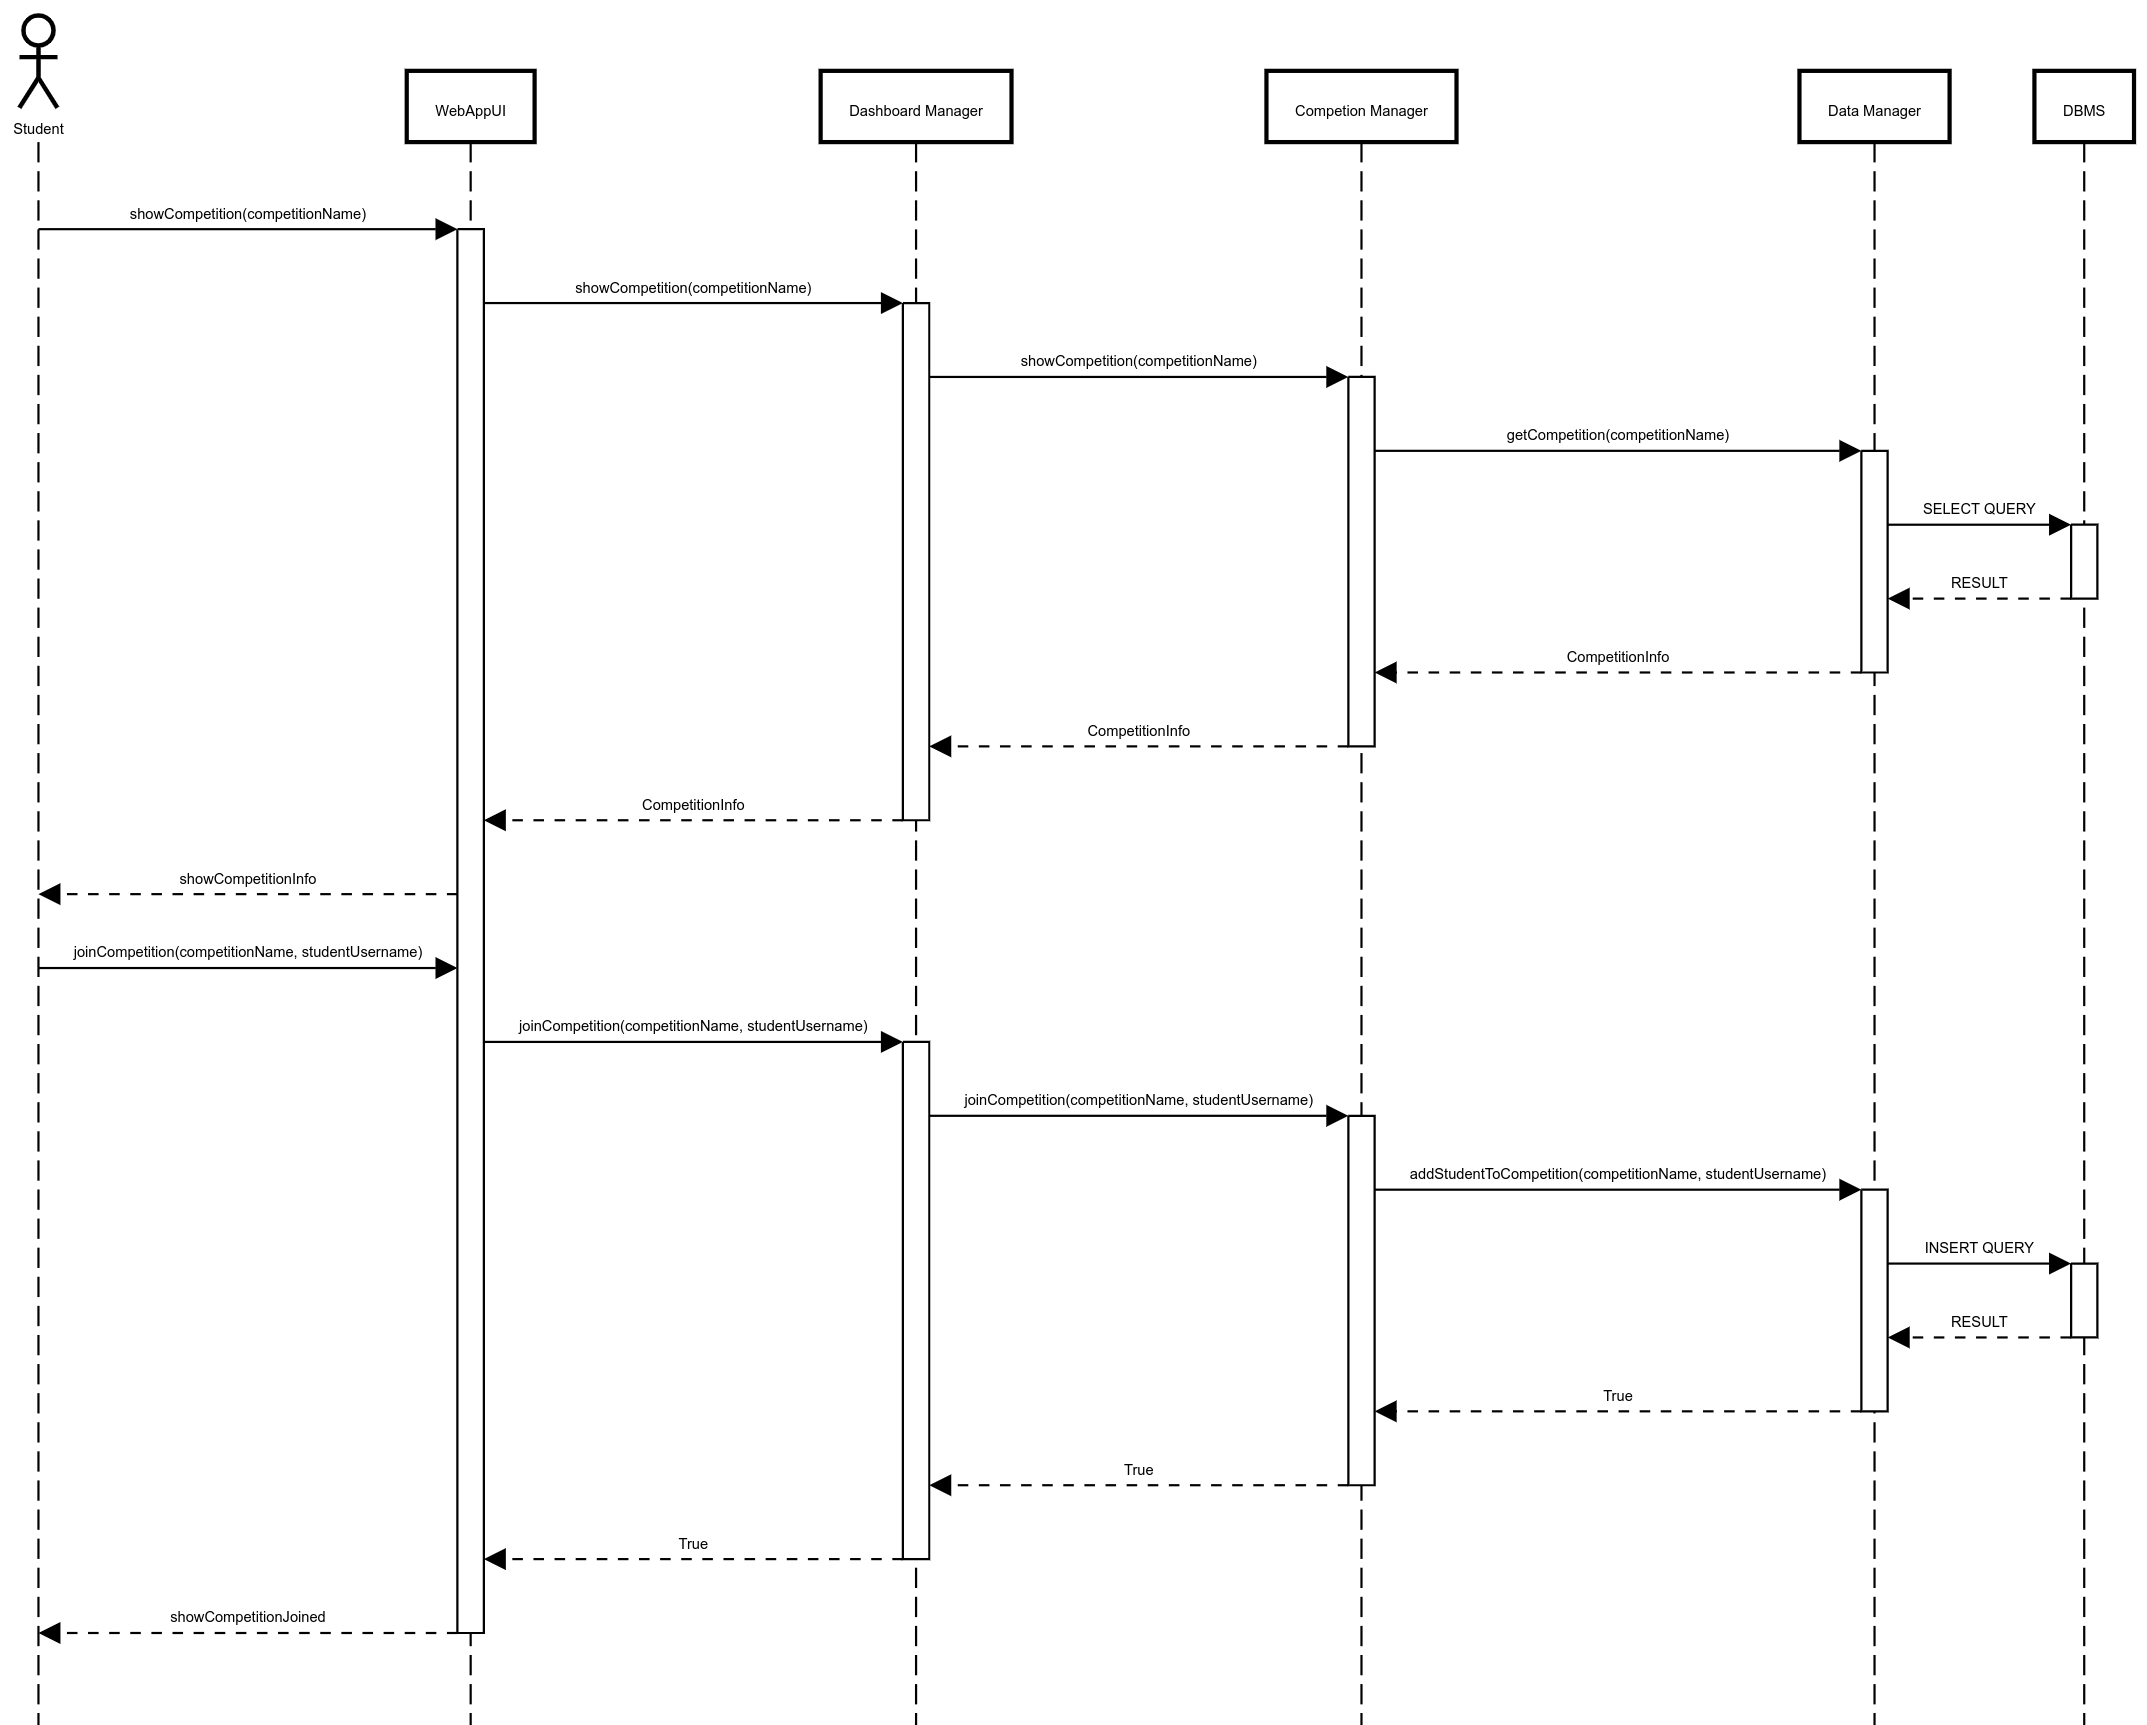 Student
WebAppUI
Dashboard Manager
Competion Manager
Data Manager
DBMS
showCompetition(competitionName)
showCompetition(competitionName)
showCompetition(competitionName)
getCompetition(competitionName)
SELECT QUERY
RESULT
CompetitionInfo
CompetitionInfo
CompetitionInfo
showCompetitionInfo
joinCompetition(competitionName, studentUsername)
joinCompetition(competitionName, studentUsername)
joinCompetition(competitionName, studentUsername)
addStudentToCompetition(competitionName, studentUsername)
INSERT QUERY
RESULT
True
True
True
showCompetitionJoined